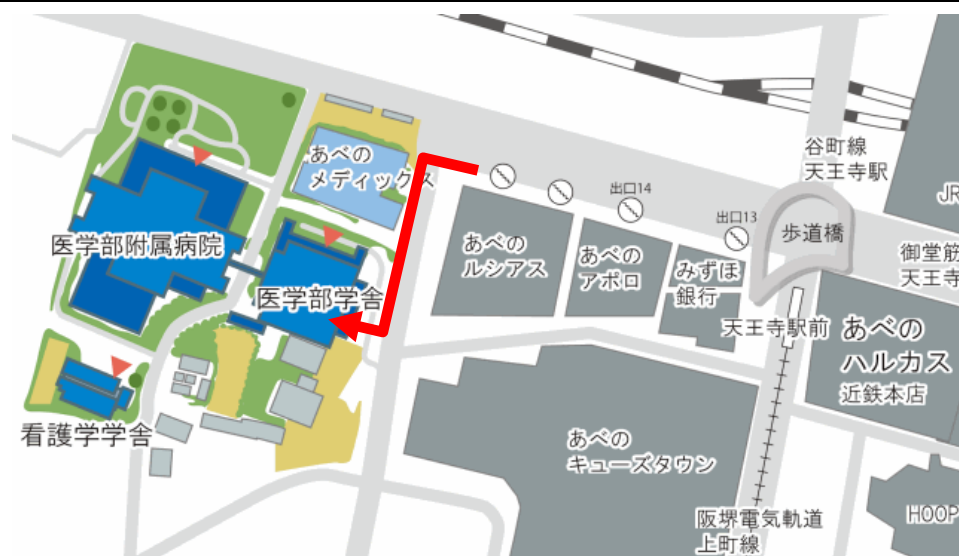 谷町線
天王寺駅
JR
あべの
メディックス
出口14
出口13
歩道橋
御堂筋
天王寺
医学部附属病院
あべの
ルシアス
あべの
アポロ
みずほ
銀行
医学部学舎
天王寺駅前
あべの
ハルカス
近鉄本店
看護学学舎
あべの
キューズタウン
阪堺電気軌道
上町線
HOOP